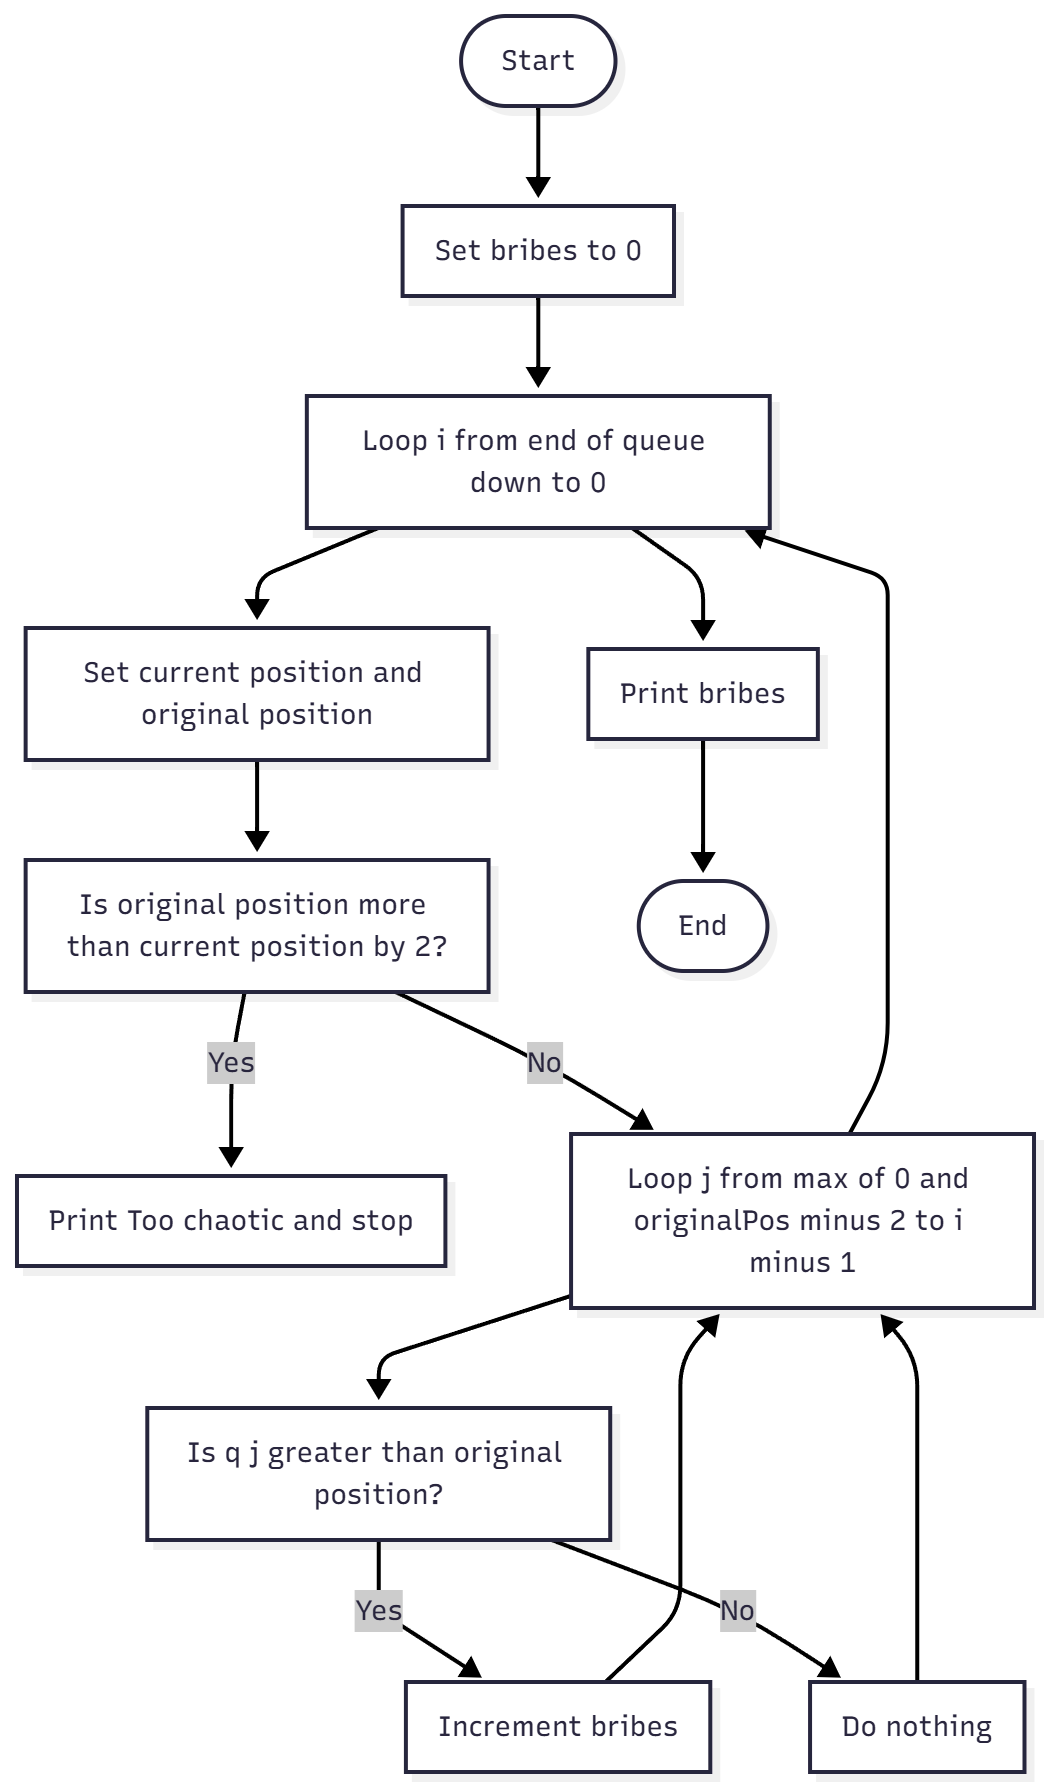 Start
Set bribes to 0
Loop i from end of queue
down to 0
Set current position and
original position
Print bribes
Is original position more
than current position by 2?
End
Yes
No
Print Too chaotic and stop
Loop j from max of 0 and
originalPos minus 2 to i
minus 1
Is q j greater than original
position?
Yes
No
Increment bribes
Do nothing